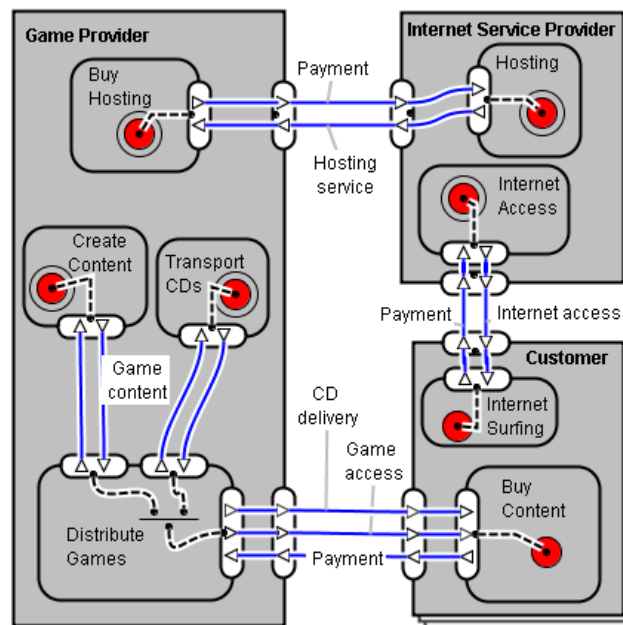 Game Provider
Internet Service Provider
Buy
Hosting
Payment
Hosting
Hosting
service
Internet
Access
Create
Content
Transport
CDs
Payment
Internet access
Game
content
Customer
CD
delivery
Internet
Surfing
Game
access
Buy
Content
Distribute
Games
Payment